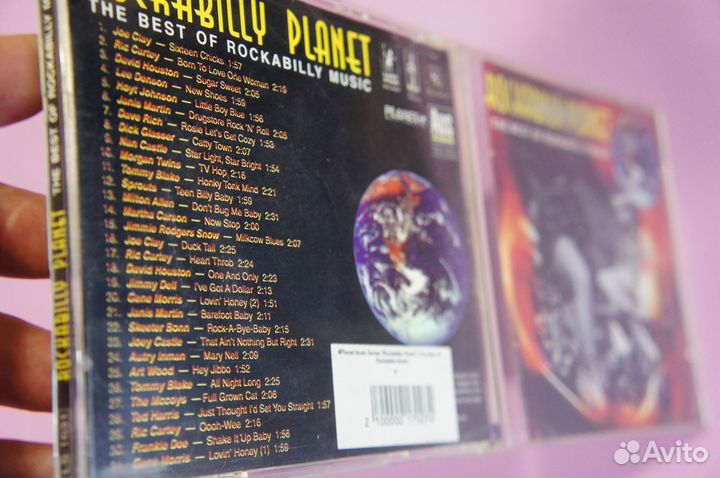 ROCKABILLY PLANET
THE BEST OF ROCKABILLY MUSIC
1. Joe Clay — Sixteen Chicks 1:57
2. Ric Cartey — Born To Love One Woman 2:19
3. David Houston — Sugar Sweet 2:05
4. Lee Denson — New Shoes 1:59
5. Hoyt Johnson — Little Boy Blue 1:56
6. Janis Martin — Drugstore Rock 'N' Roll 2:05
7. Dave Rich — Rosie Let's Get Cozy 1:53
8. Dick Glasser — Catty Town 2:07
9. Nan Castle — Star Light, Star Bright 1:54
10. Morgan Twins — TV Hop 2:16
11. Tommy Blake — Honky Tonk Mind 2:21
12. Sprouts — Teen Billy Baby 1:59
13. Milton Allen — Don't Bug Me Baby 2:31
14. Martha Carson — Now Stop 2:00
15. Jimmie Rodgers Snow — Milkcow Blues 2:07
16. Joe Clay — Duck Tail 2:25
17. Ric Cartey — Heart Throb 2:24
18. David Houston — One And Only 2:23
19. Jimmy Dell — I've Got A Dollar 2:13
20. Gene Morris — Lovin' Honey (2) 1:51
21. Janis Martin — Barefoot Baby 2:11
22. Skeeter Bonn — Rock-A-Bye-Baby 2:15
23. Joey Castle — That Ain't Nothing But Right 2:31
24. Autry Inman — Mary Nell 2:09
25. Art Wood — Hey Jibbo 1:52
26. Tommy Blake — All Night Long 2:25
27. The Mccoys — Full Grown Cat 2:08
28. Ted Harris — Just Thought I'd Set You Straight 1:57
29. Ric Cartey — Oooh-Wee 2:16
30. Frankie Dee — Shake It Up Baby 1:58
31. Gene Morris — Lovin' Honey (1) 1:59
ROCKABILLY PLANET THE BEST OF ROCKABILLY
PLANET
ROCKABILLY PLANET
THE BEST OF ROCKABILLY
Avito